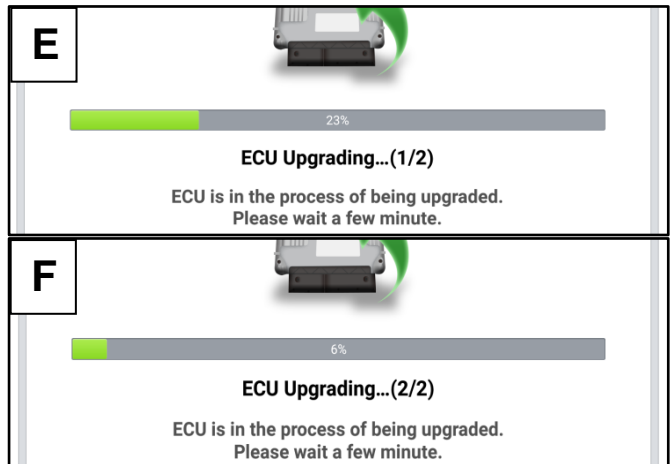 E
23%
ECU Upgrading...(1/2)
ECU is in the process of being upgraded.
Please wait a few minute.
F
6%
ECU Upgrading...(2/2)
ECU is in the process of being upgraded.
Please wait a few minute.